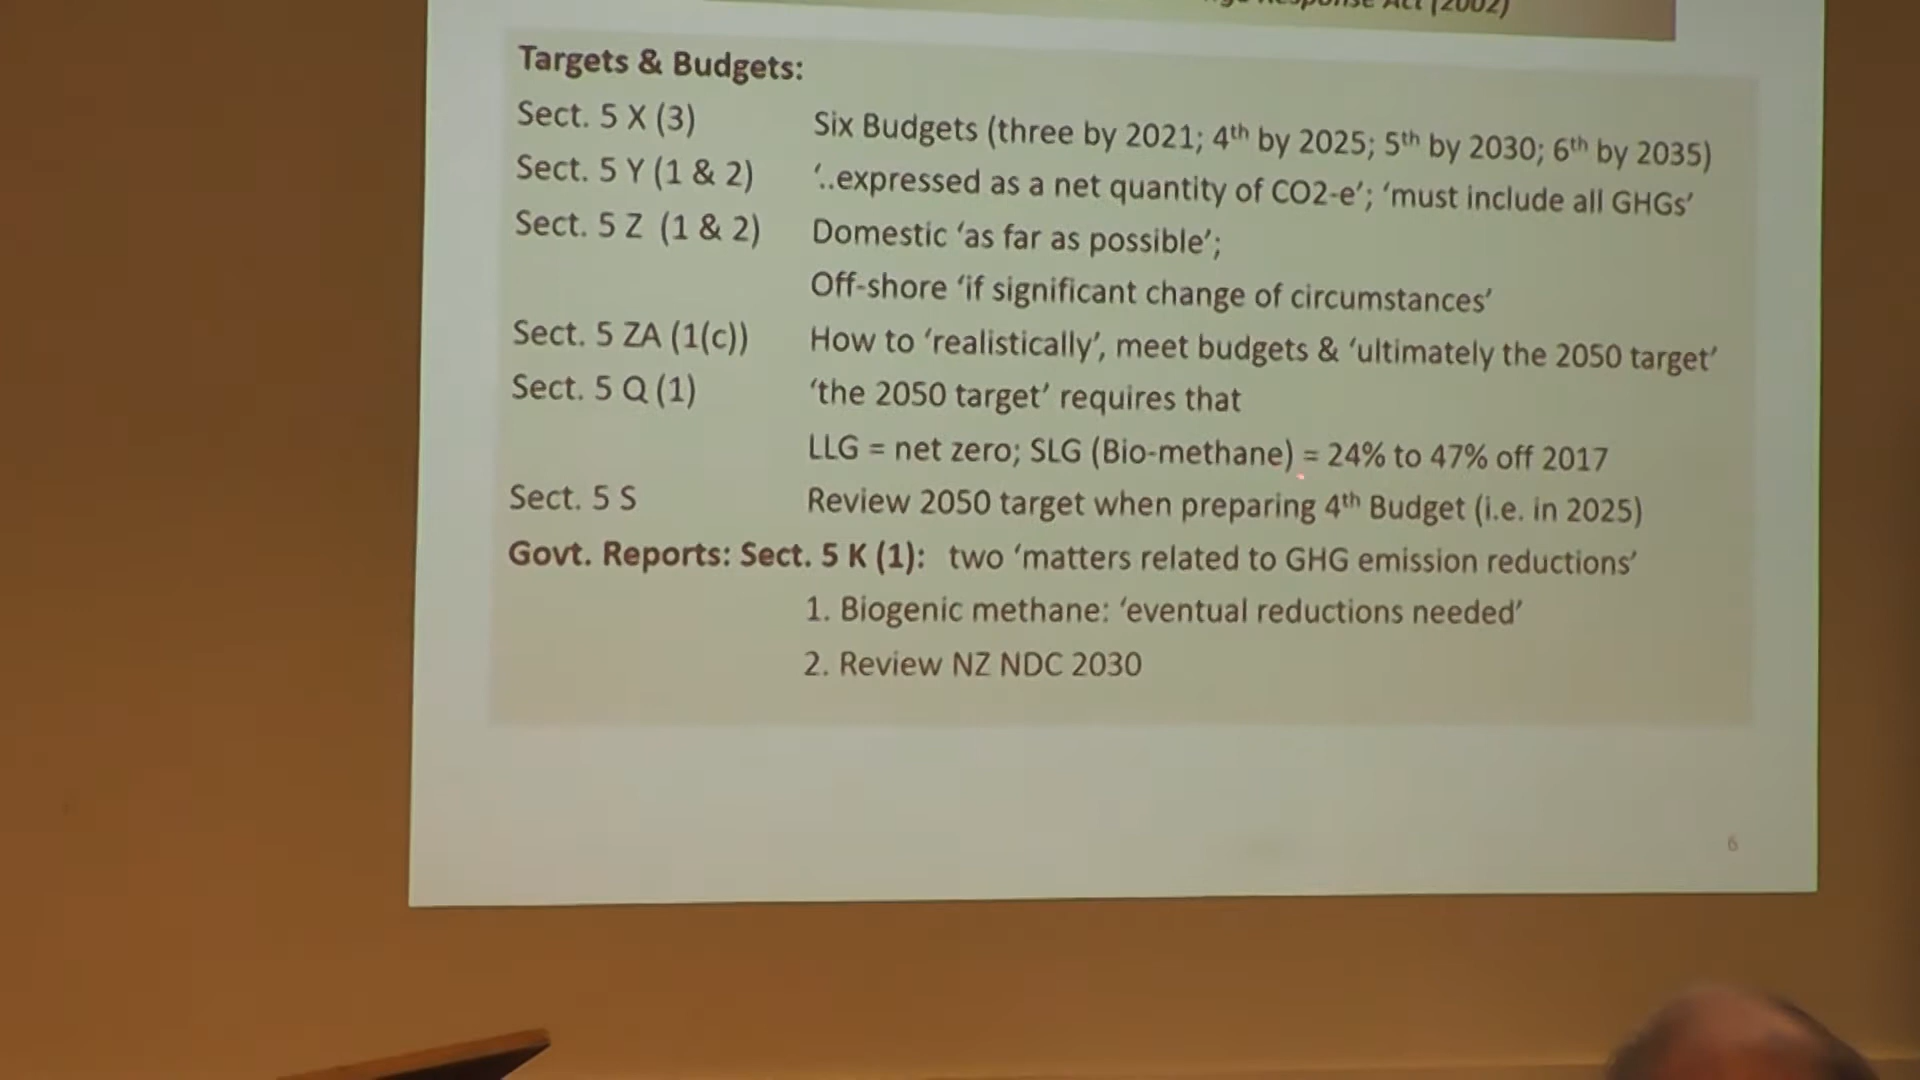 Response Act (2002)
Targets & Budgets:
Sect. 5 X (3) Six Budgets (three by 2021; 4th by 2025; 5th by 2030; 6th by 2035)
Sect. 5 Y (1 & 2) ‘..expressed as a net quantity of CO2-e’; ‘must include all GHGs’
Sect. 5 Z (1 & 2) Domestic ‘as far as possible’;
Off-shore ‘if significant change of circumstances’
Sect. 5 ZA (1(c)) How to ‘realistically’, meet budgets & ‘ultimately the 2050 target’
Sect. 5 Q (1) ‘the 2050 target’ requires that
LLG = net zero; SLG (Bio-methane) = 24% to 47% off 2017
Sect. 5 S Review 2050 target when preparing 4th Budget (i.e. in 2025)
Govt. Reports: Sect. 5 K (1): two ‘matters related to GHG emission reductions’
1. Biogenic methane: ‘eventual reductions needed’
2. Review NZ NDC 2030
6